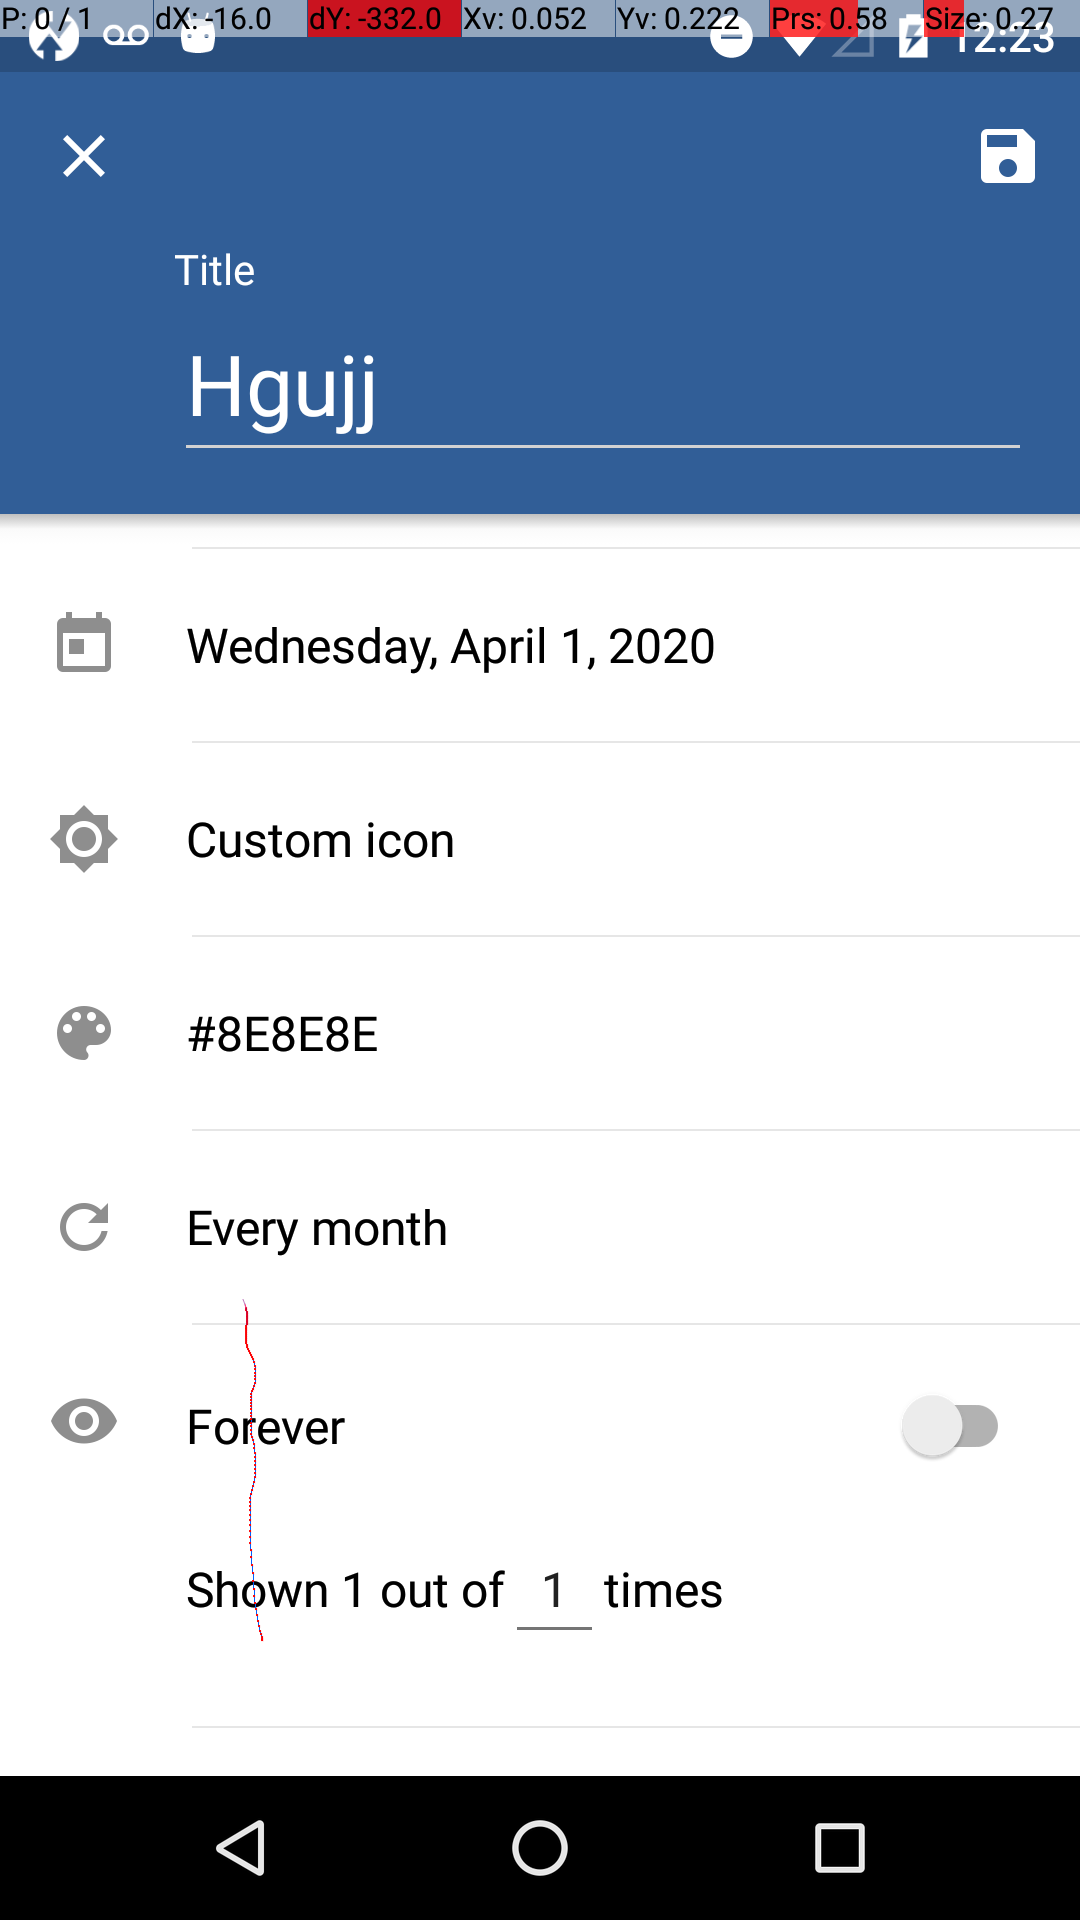 P: 0 / 1 dX: -16.0 dY: -332.0 Xv: 0.052 Yv: 0.222 Prs: 0.58 Size: 0.27
12:23
Title
Hgujj
Wednesday, April 1, 2020
Custom icon
#8E8E8E
Every month
Forever
Shown 1 out of 1 times